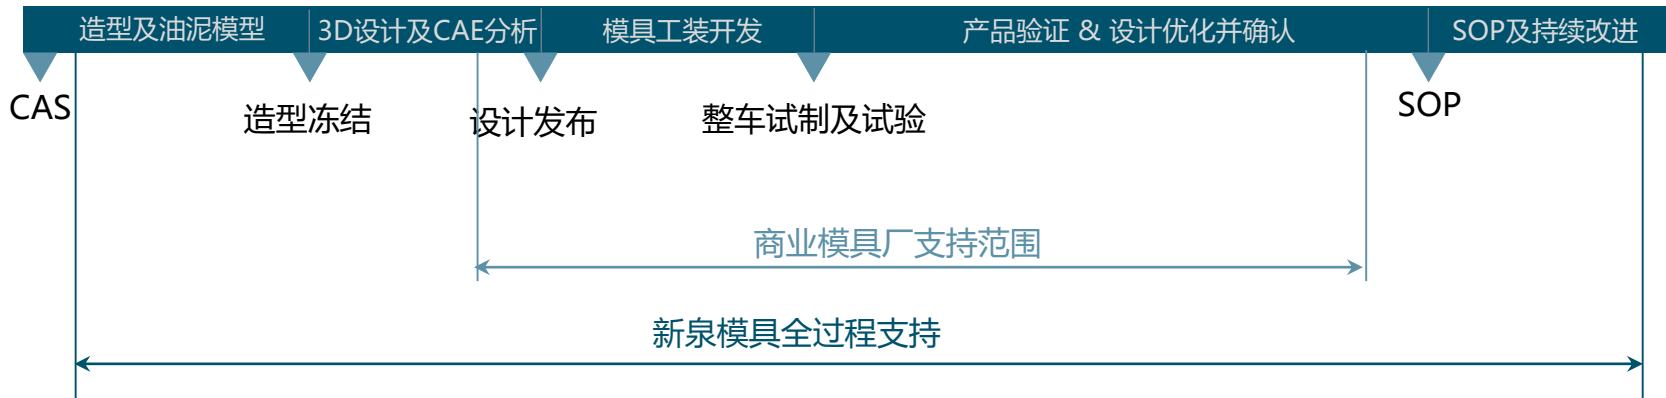 造型及油泥模型
3D设计及CAE分析
模具工装开发
产品验证 & 设计优化并确认
SOP及持续改进
CAS
造型冻结
设计发布
整车试制及试验
SOP
商业模具厂支持范围
新泉模具全过程支持